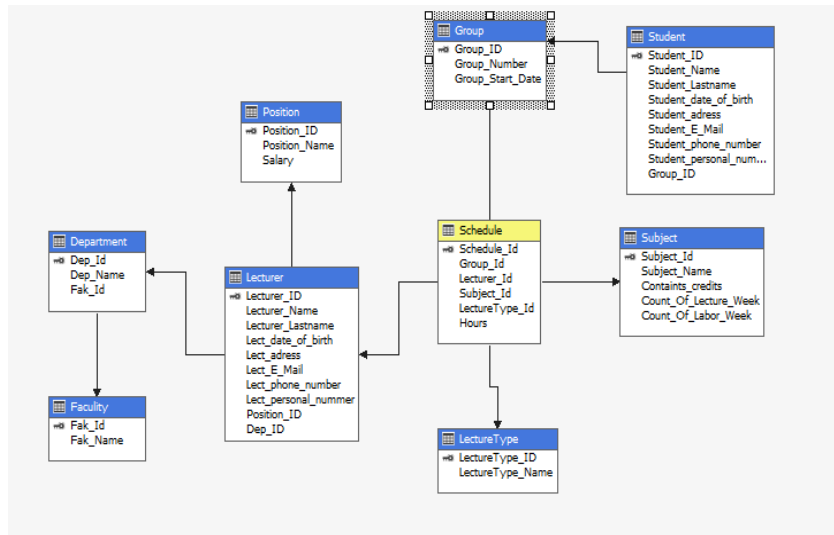 Group
Group_ID
Group_Number
Group_Start_Date
Student
Student_ID
Student_Name
Student_Lastname
Student_date_of_birth
Student_adress
Student_E_Mail
Student_phone_number
Student_personal_num...
Group_ID
Position
Position_ID
Position_Name
Salary
Department
Dep_Id
Dep_Name
Fak_Id
Lecturer
Lecturer_ID
Lecturer_Name
Lecturer_Lastname
Lect_date_of_birth
Lect_adress
Lect_E_Mail
Lect_phone_number
Lect_personal_nummer
Position_ID
Dep_ID
Schedule
Schedule_Id
Group_Id
Lecturer_Id
Subject_Id
LectureType_Id
Hours
Subject
Subject_Id
Subject_Name
Containts_credits
Count_Of_Lecture_Week
Count_Of_Labor_Week
Faculity
Fak_Id
Fak_Name
LectureType
LectureType_ID
LectureType_Name